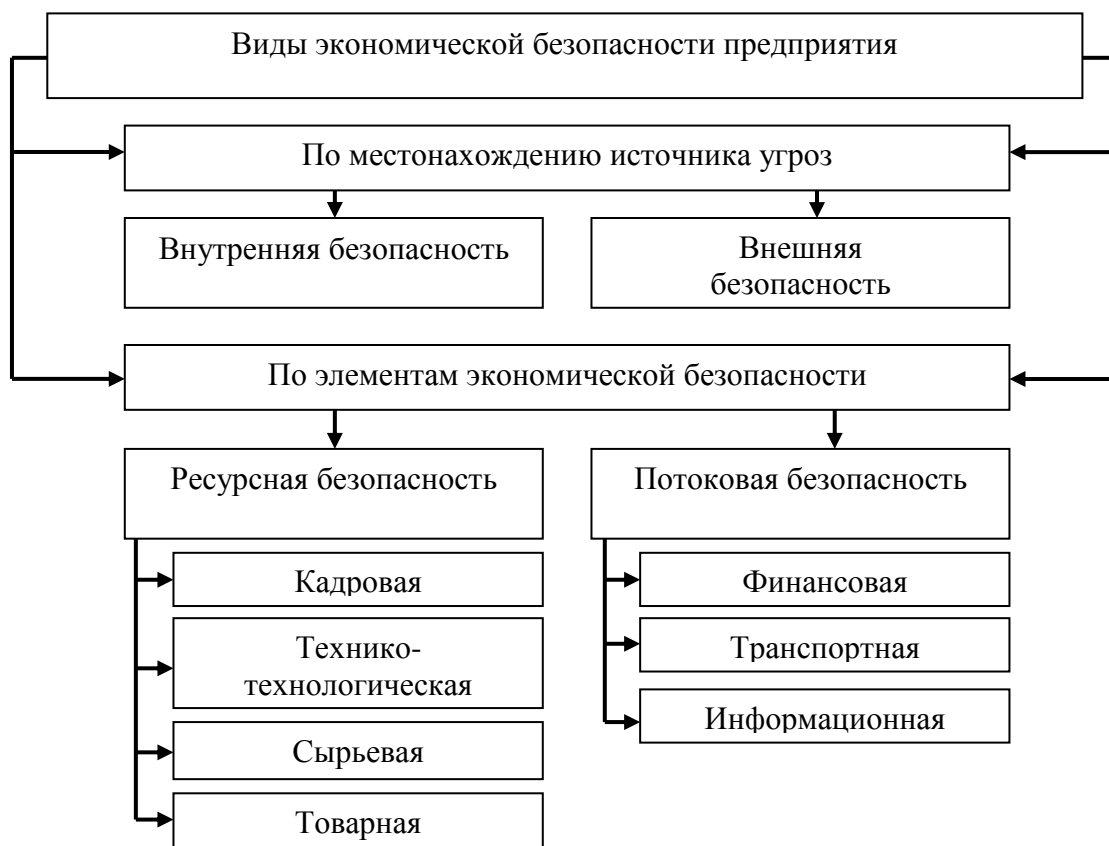 Виды экономической безопасности предприятия
По местонахождению источника угроз
Внутренняя безопасность
Внешняя
безопасность
По элементам экономической безопасности
Ресурсная безопасность
Потоковая безопасность
Кадровая
Технико-
технологическая
Сырьевая
Товарная
Финансовая
Транспортная
Информационная